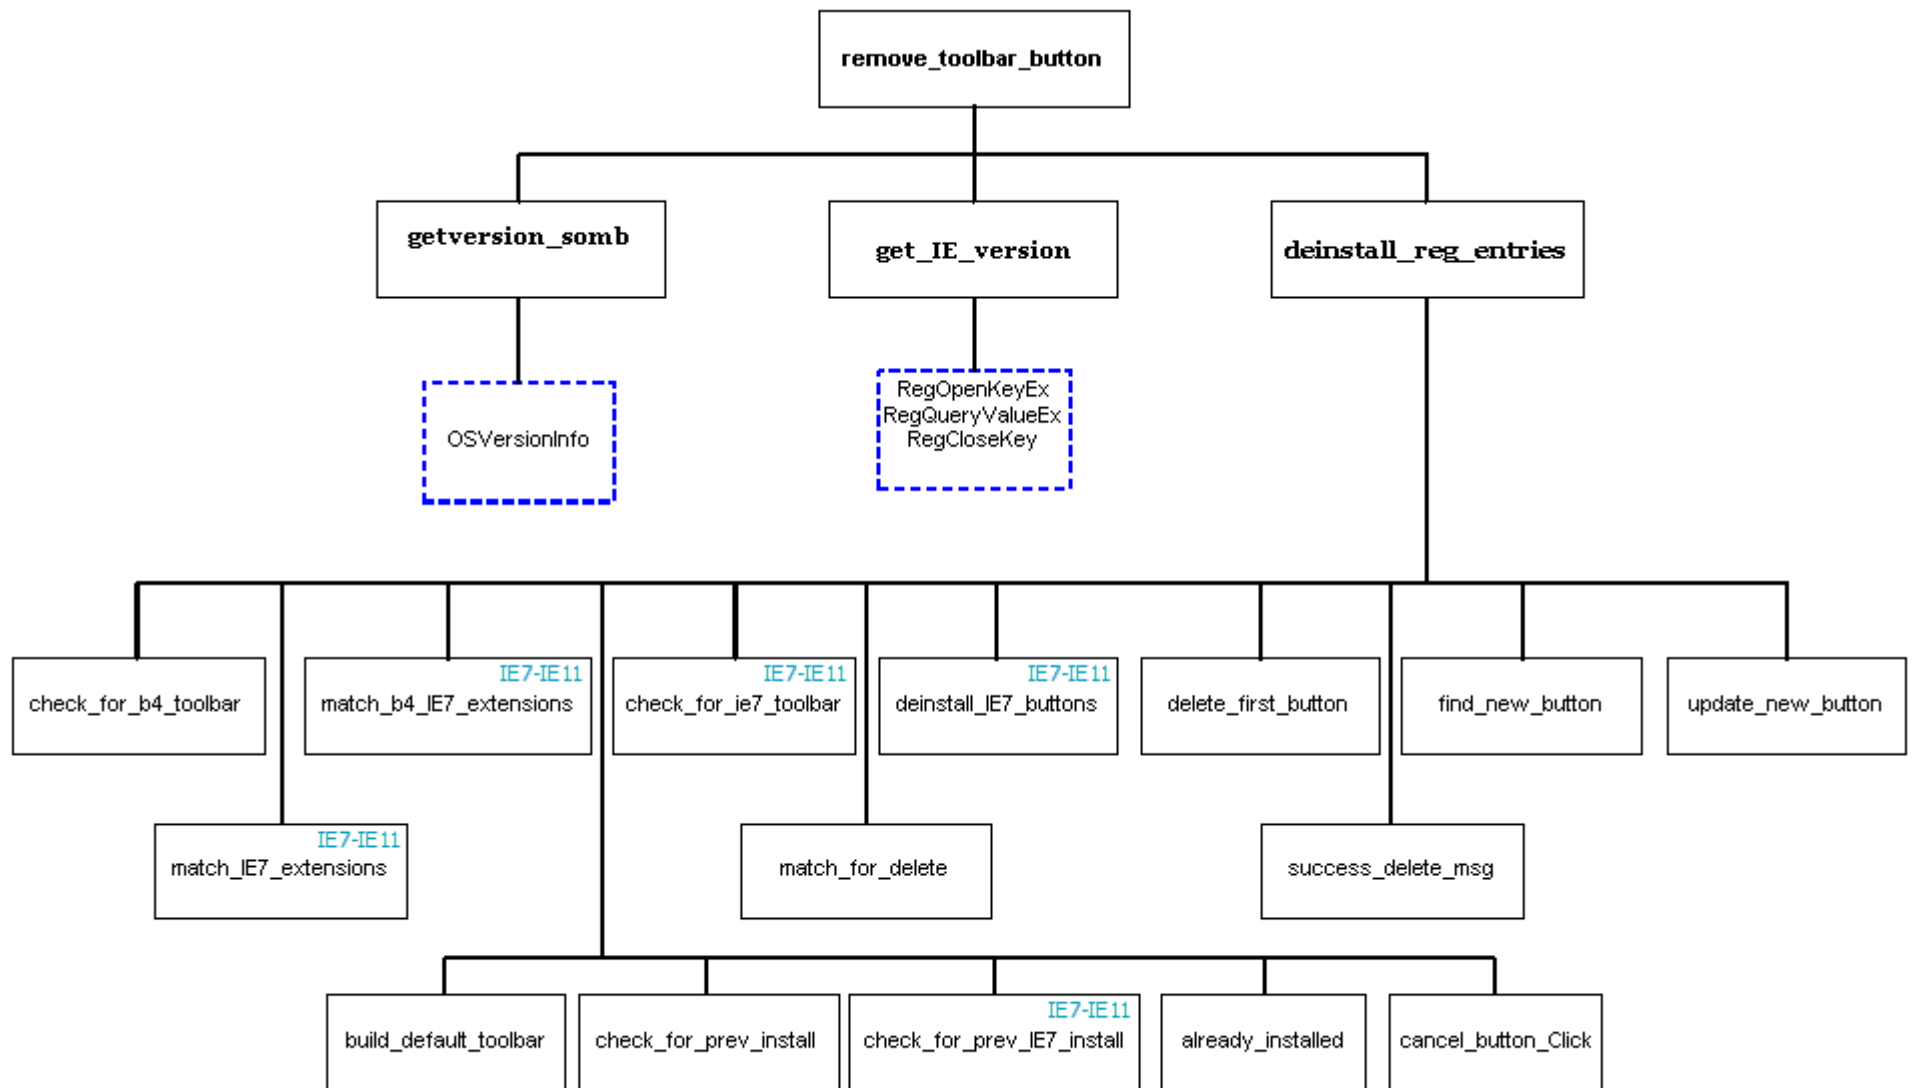 remove_toolbar_button
getversion_somb
get_IE_version
deinstall_reg_entries
OSVersionInfo
RegOpenKeyEx
RegQueryValueEx
RegCloseKey
check_for_b4_toolbar
IE7-IE11
match_b4_IE7_extensions
IE7-IE11
check_for_ie7_toolbar
IE7-IE11
deinstall_IE7_buttons
delete_first_button
find_new_button
update_new_button
IE7-IE11
match_IE7_extensions
match_for_delete
success_delete_msg
build_default_toolbar
check_for_prev_install
IE7-IE11
check_for_prev_IE7_install
already_installed
cancel_button_Click